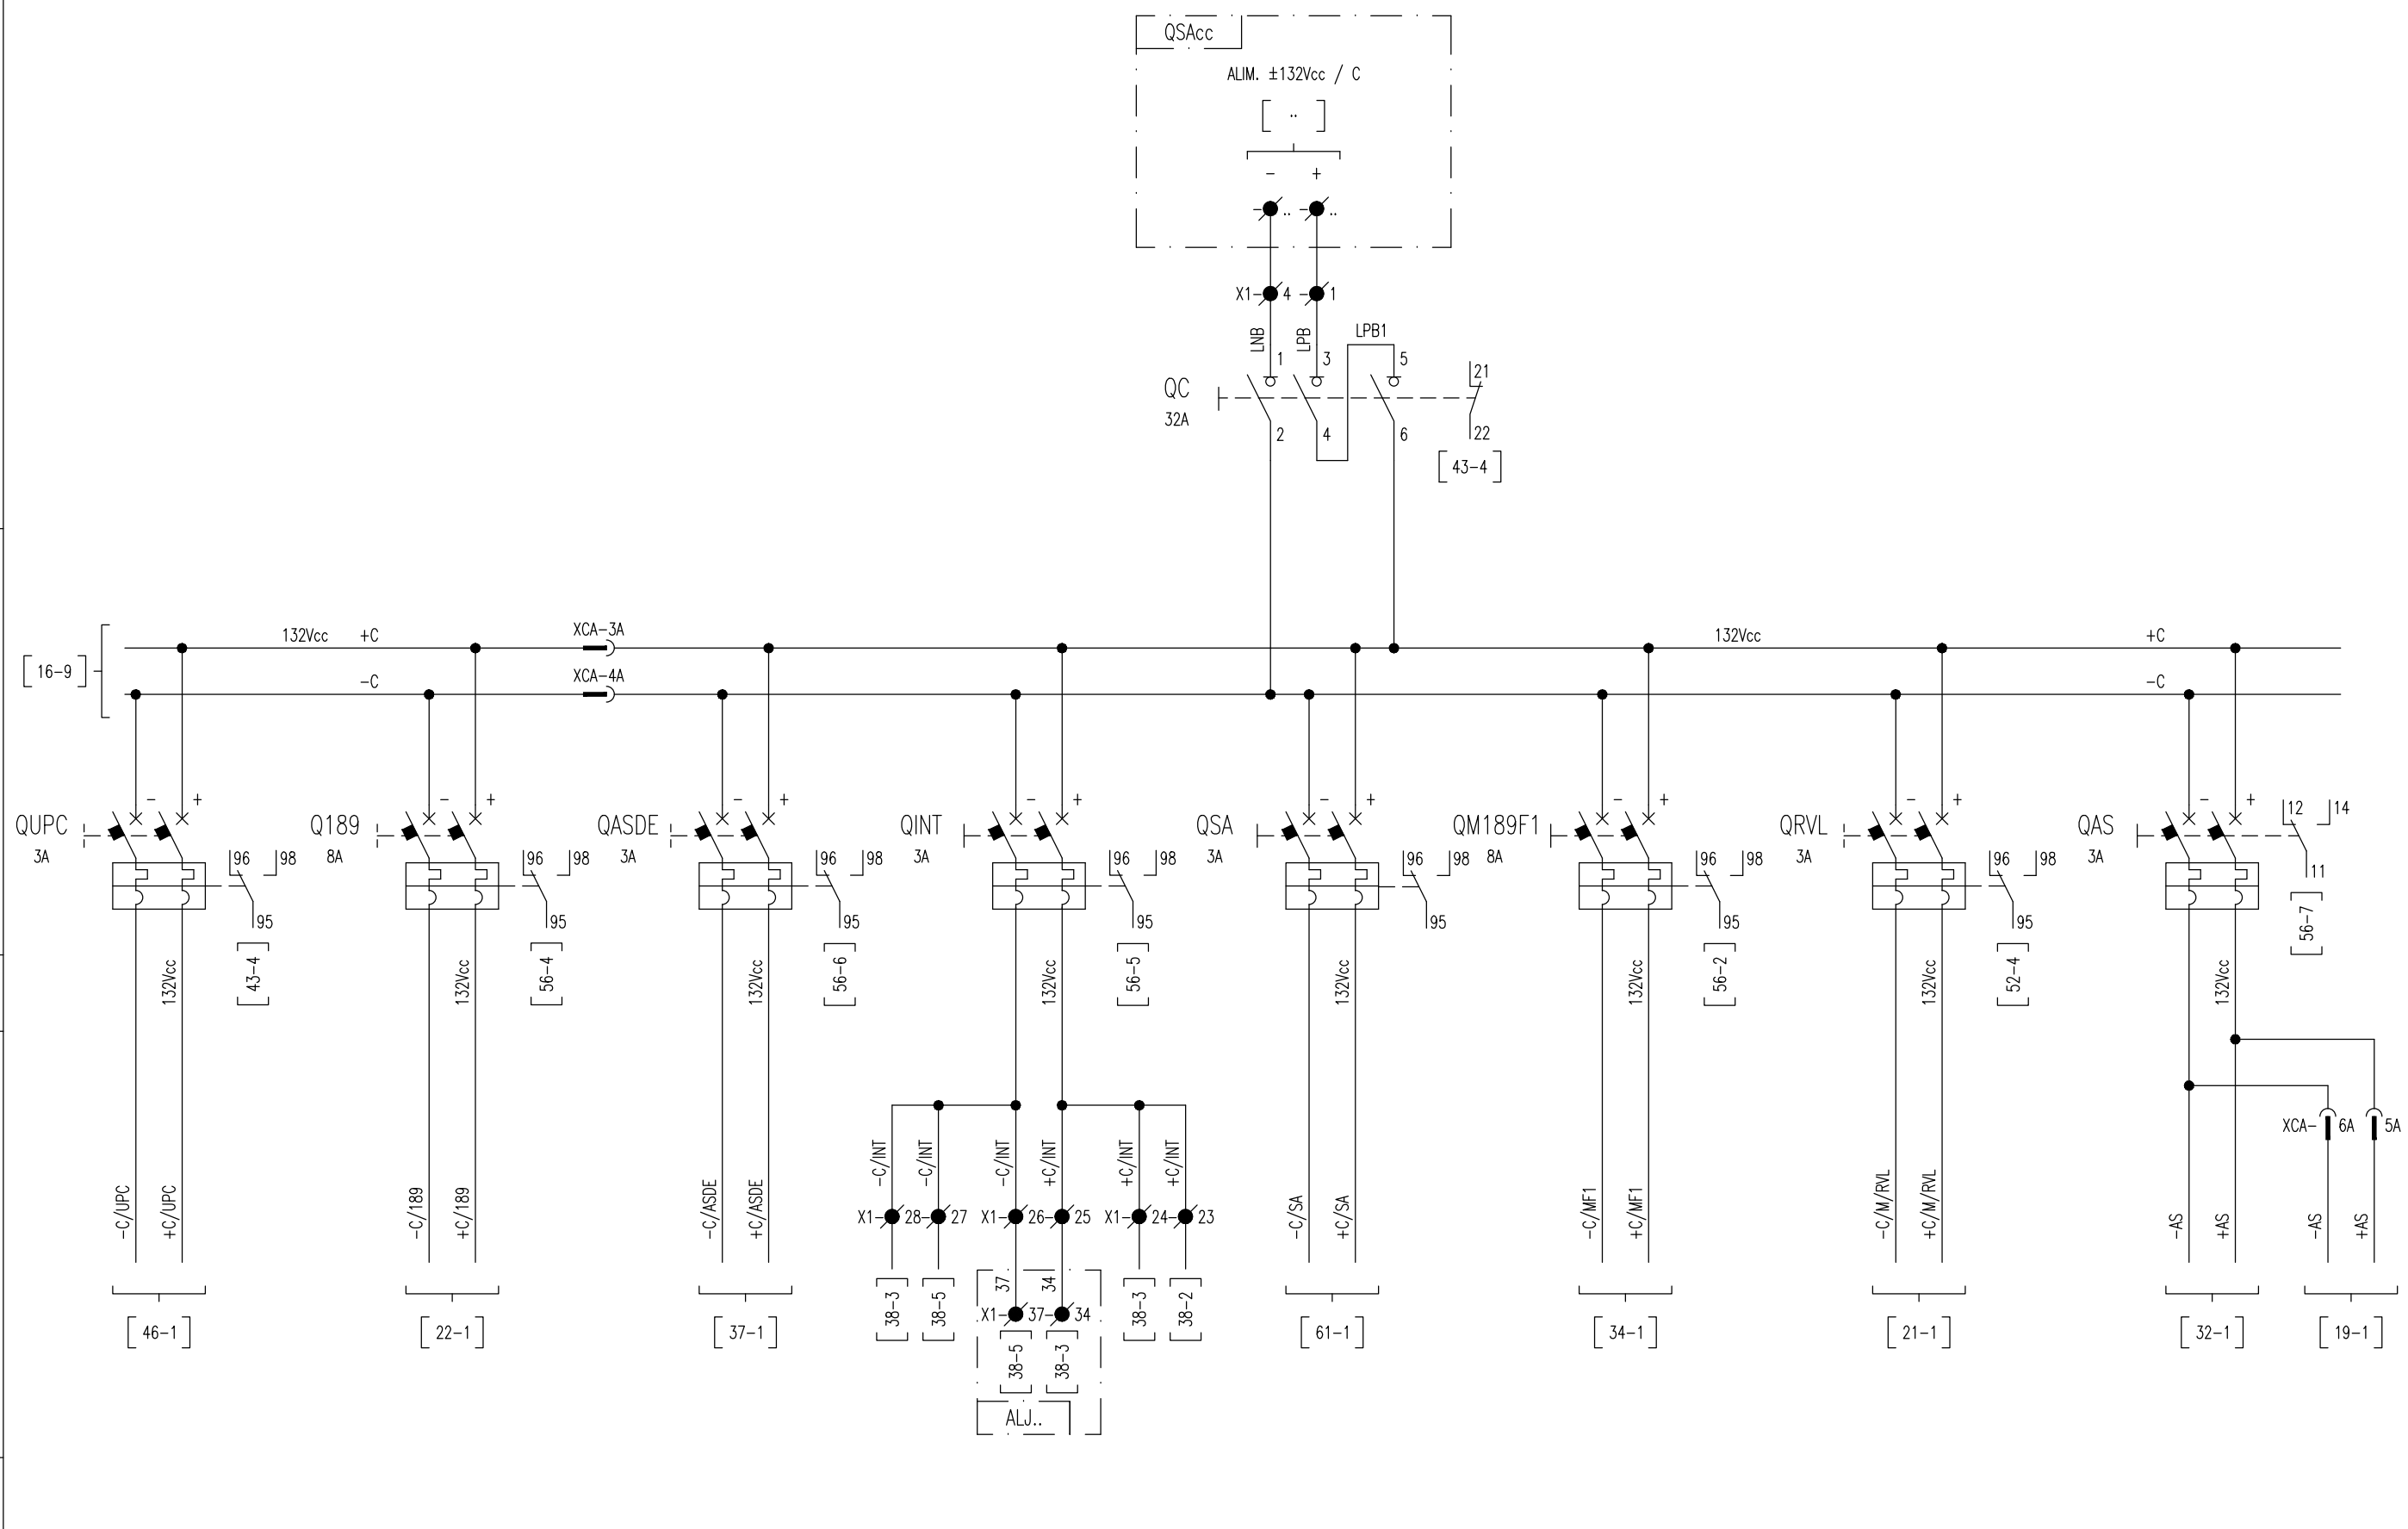 QSAcc
ALIM. ±132Vcc / C
[ .. ]
- +
- .. - ..
X1- 4 - 1
LNB LPB LPB1
1 3 5 21
QC
32A
2 4 6 22
[ 43-4 ]
132Vcc +C XCA-3A 132Vcc +C
[ 16-9 ]
-C XCA-4A -C
- + - + - + - + - + - + - + - +
QUPC Q189 QASDE QINT QSA QM189F1 QRVL QAS 12 14
3A 8A 3A 3A 3A 8A 3A 3A
96 98 96 98 96 98 96 98 96 98 96 98 96 98 11
95 95 95 95 95 95 95
[ 43-4 ] [ 56-4 ] [ 56-6 ] [ 56-5 ] [ 56-2 ] [ 52-4 ] [ 56-7 ]
132Vcc 132Vcc 132Vcc 132Vcc 132Vcc 132Vcc 132Vcc 132Vcc
XCA- 6A 5A
-C/INT -C/INT -C/INT +C/INT +C/INT +C/INT
-C/UPC +C/UPC -C/189 +C/189 -C/ASDE +C/ASDE -C/SA +C/SA -C/MF1 +C/MF1 -C/M/RVL +C/M/RVL -AS +AS -AS +AS
X1- 28- 27 X1- 26- 25 X1- 24- 23
37 34
[ 38-3 ] [ 38-5 ] X1- 37- 34 [ 38-3 ] [ 38-2 ]
[ 46-1 ] [ 22-1 ] [ 37-1 ] [ 61-1 ] [ 34-1 ] [ 21-1 ] [ 32-1 ] [ 19-1 ]
[ 38-5 ] [ 38-3 ]
ALJ..